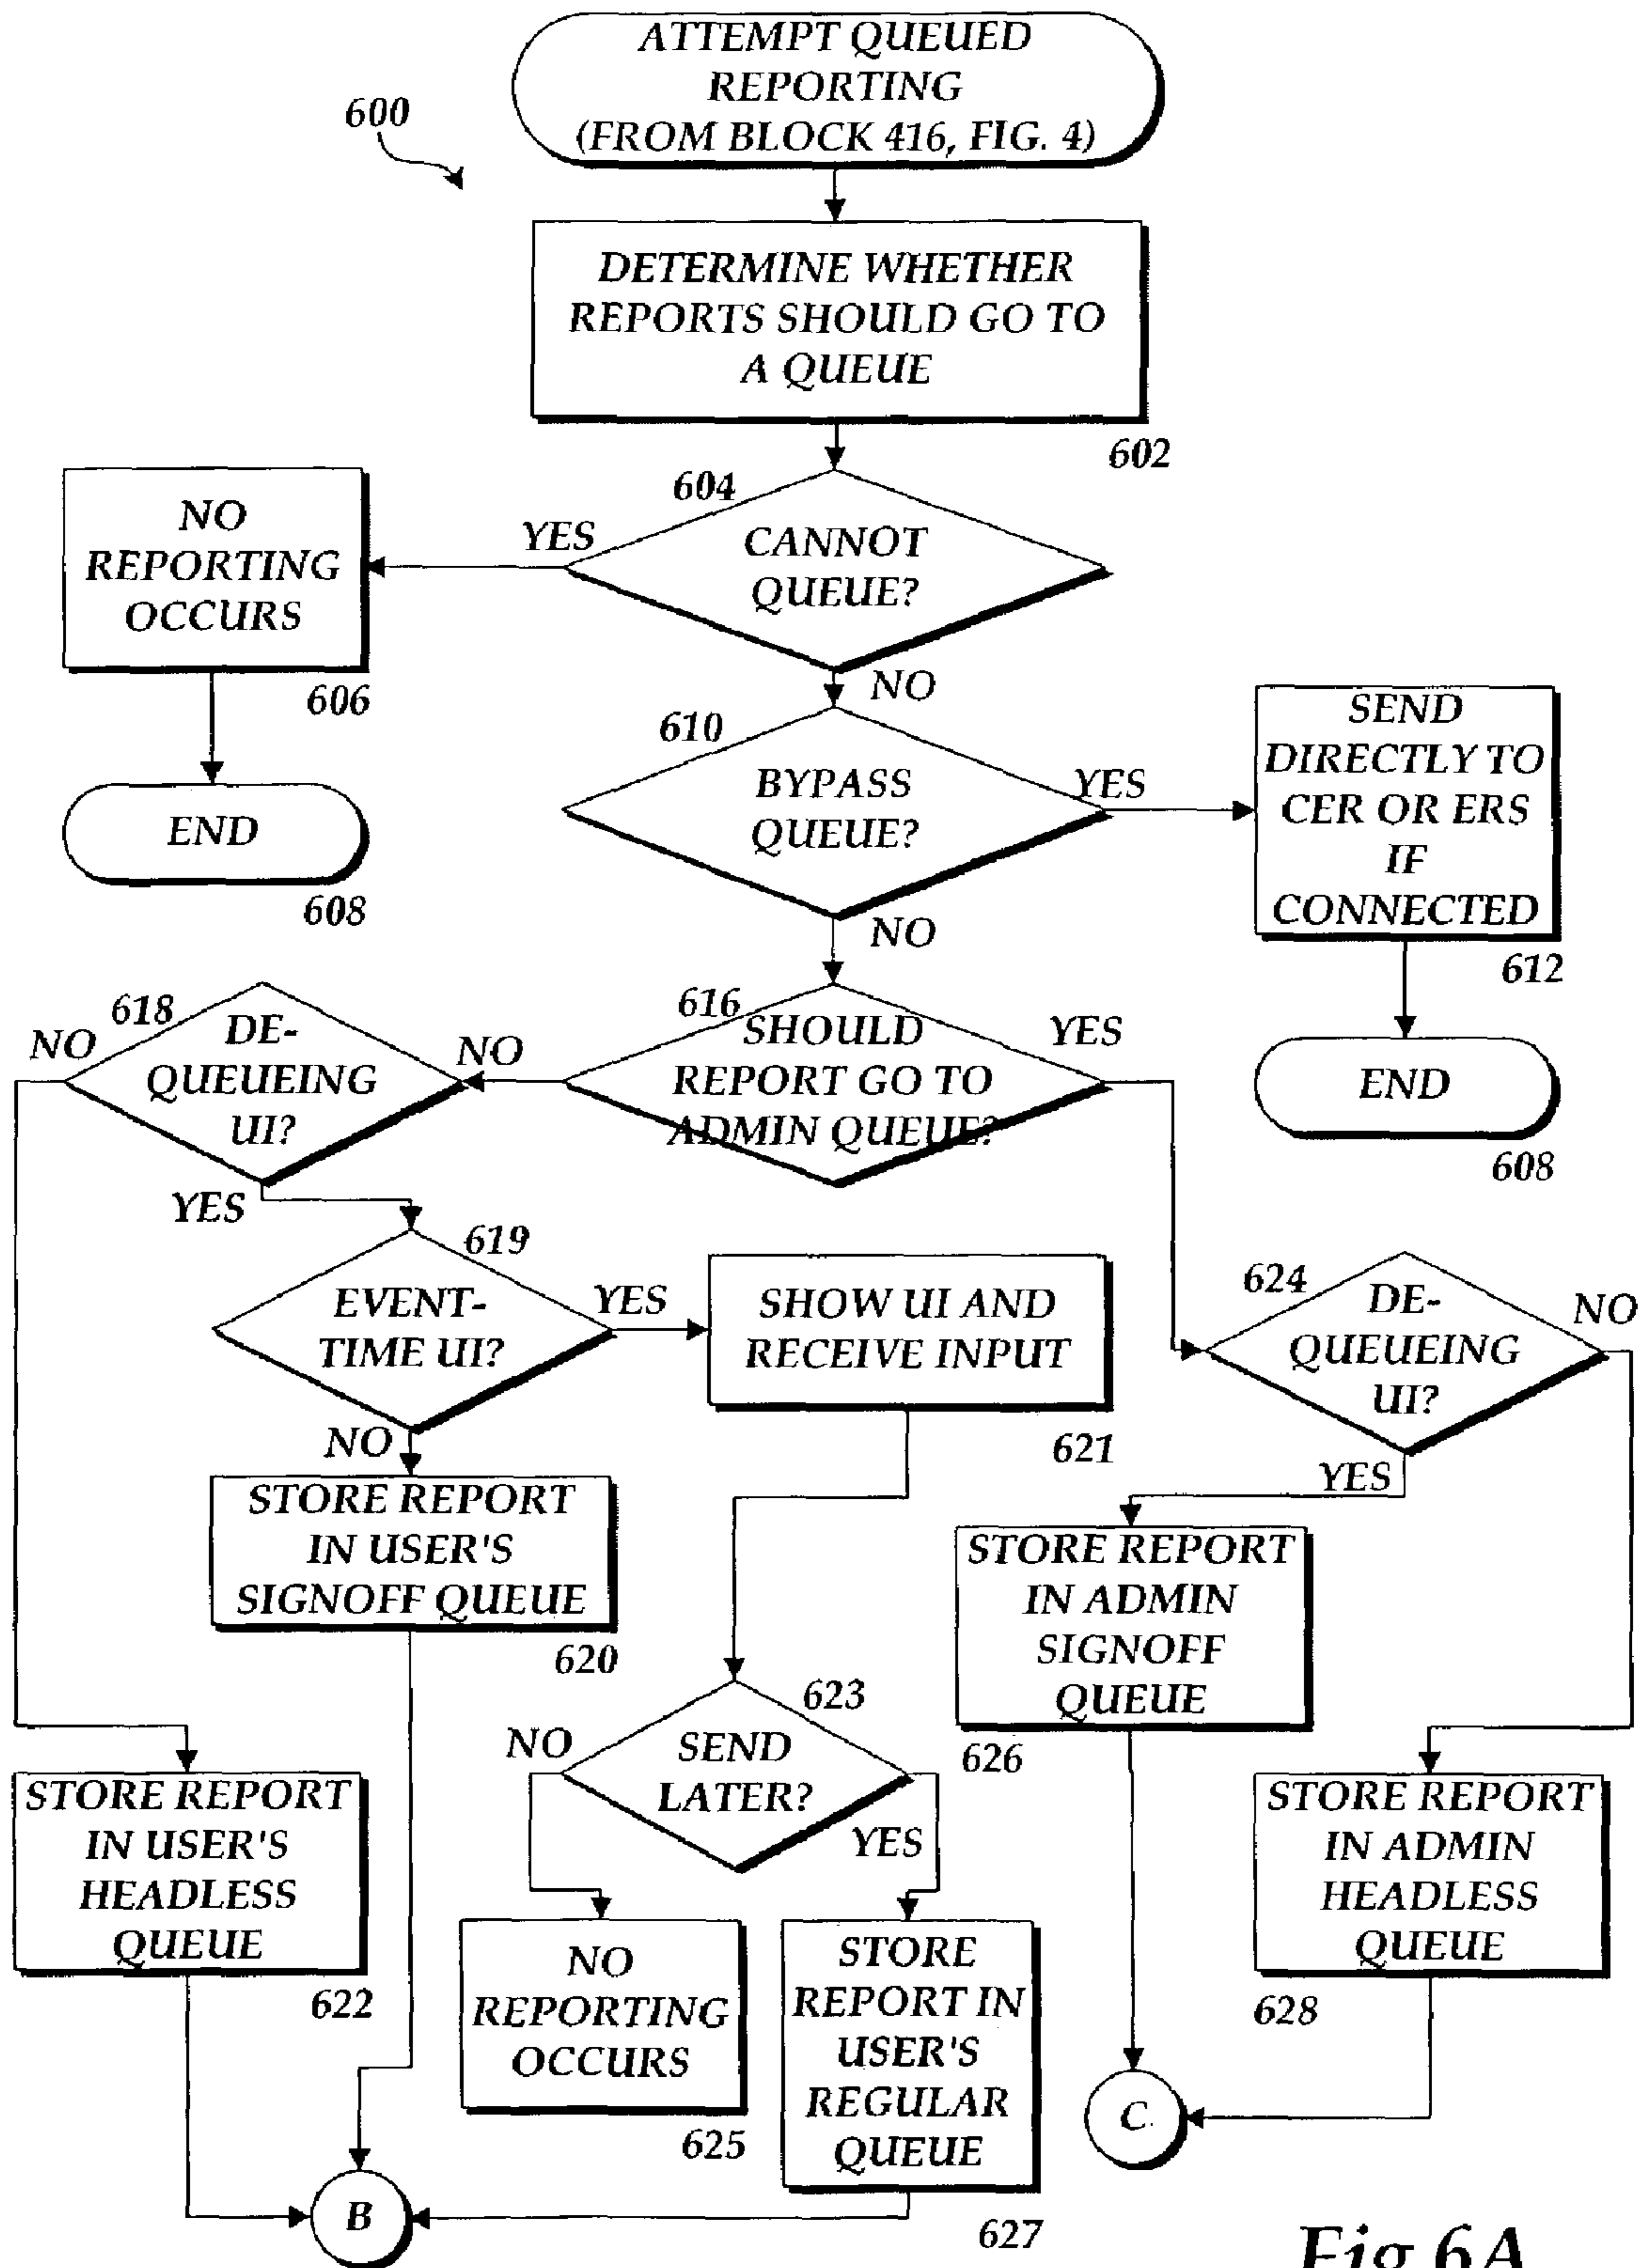 ATTEMPT QUEUED
REPORTING
(FROM BLOCK 416, FIG. 4)
600
DETERMINE WHETHER
REPORTS SHOULD GO TO
A QUEUE
602
604
CANNOT
QUEUE?
YES
NO
NO
REPORTING
OCCURS
606
END
608
610
BYPASS
QUEUE?
YES
NO
SEND
DIRECTLY TO
CER OR ERS
IF
CONNECTED
612
END
608
616
SHOULD
REPORT GO TO
ADMIN QUEUE?
YES
NO
618
DE-
QUEUEING
UI?
NO
YES
619
EVENT-
TIME UI?
YES
NO
SHOW UI AND
RECEIVE INPUT
621
624
DE-
QUEUEING
UI?
NO
YES
STORE REPORT
IN USER'S
SIGNOFF QUEUE
620
STORE REPORT
IN ADMIN
SIGNOFF
QUEUE
626
623
SEND
LATER?
NO
YES
STORE REPORT
IN USER'S
HEADLESS
QUEUE
622
NO
REPORTING
OCCURS
625
STORE
REPORT IN
USER'S
REGULAR
QUEUE
627
STORE REPORT
IN ADMIN
HEADLESS
QUEUE
628
C
B
Fig.6A